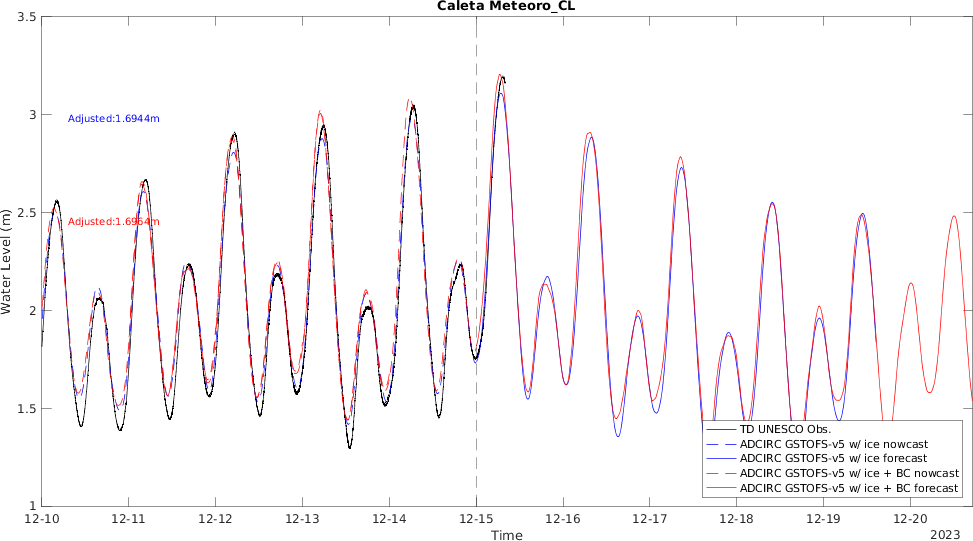 Caleta Meteoro_CL
3.5
3
2.5
2
1.5
1
Water Level (m)
Adjusted:1.6944m
Adjusted:1.6964m
TD UNESCO Obs.
ADCIRC GSTOFS-v5 w/ ice nowcast
ADCIRC GSTOFS-v5 w/ ice forecast
ADCIRC GSTOFS-v5 w/ ice + BC nowcast
ADCIRC GSTOFS-v5 w/ ice + BC forecast
12-10 12-11 12-12 12-13 12-14 12-15 12-16 12-17 12-18 12-19 12-20
Time
2023